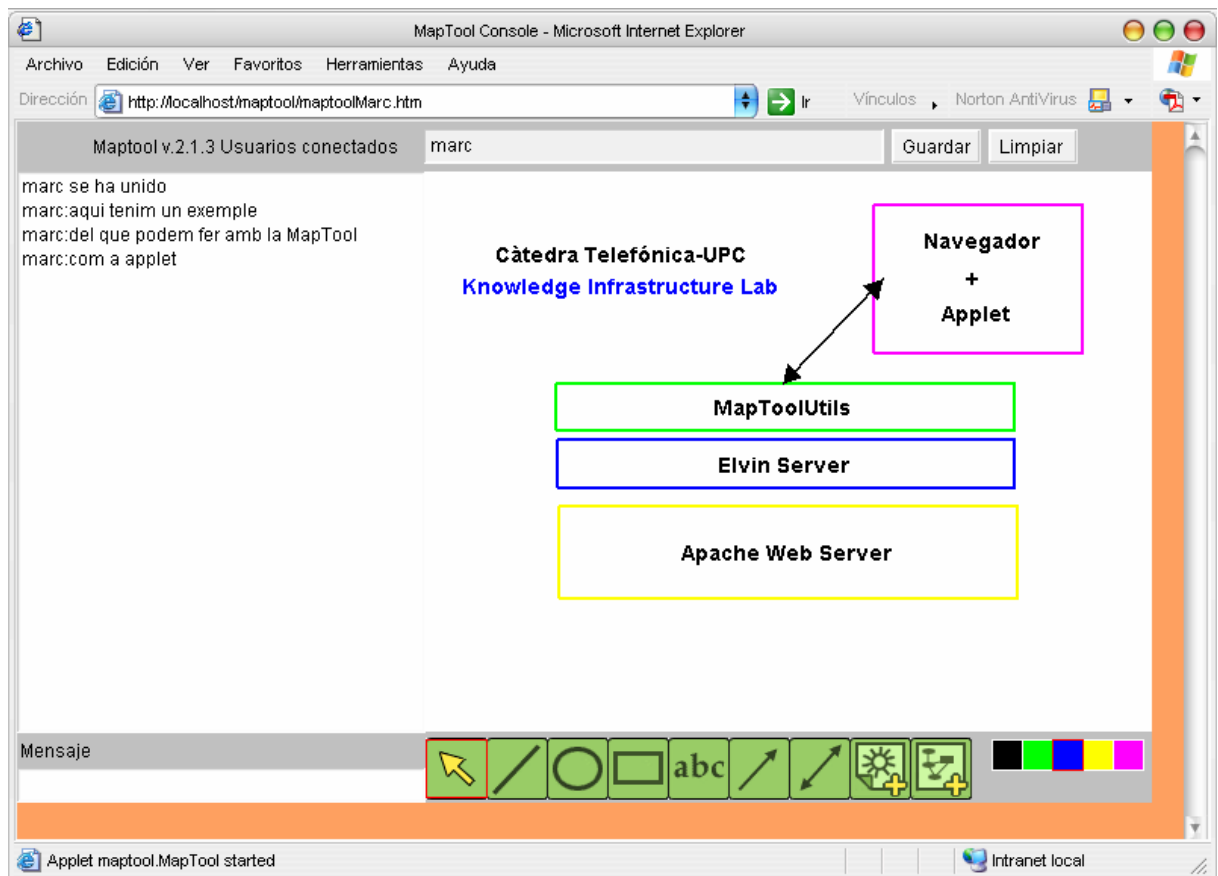 MapTool Console - Microsoft Internet Explorer
Archivo Edición Ver Favoritos Herramientas Ayuda
Dirección http://localhost/maptool/maptoolMarc.htm Ir Vínculos Norton AntiVirus
Maptool v.2.1.3 Usuarios conectados marc Guardar Limpiar
marc se ha unido
marc:aqui tenim un exemple
marc:del que podem fer amb la MapTool
marc:com a applet
Càtedra Telefónica-UPC
Knowledge Infrastructure Lab
Navegador
+
Applet
MapToolUtils
Elvin Server
Apache Web Server
Mensaje
abc
Applet maptool.MapTool started
Intranet local